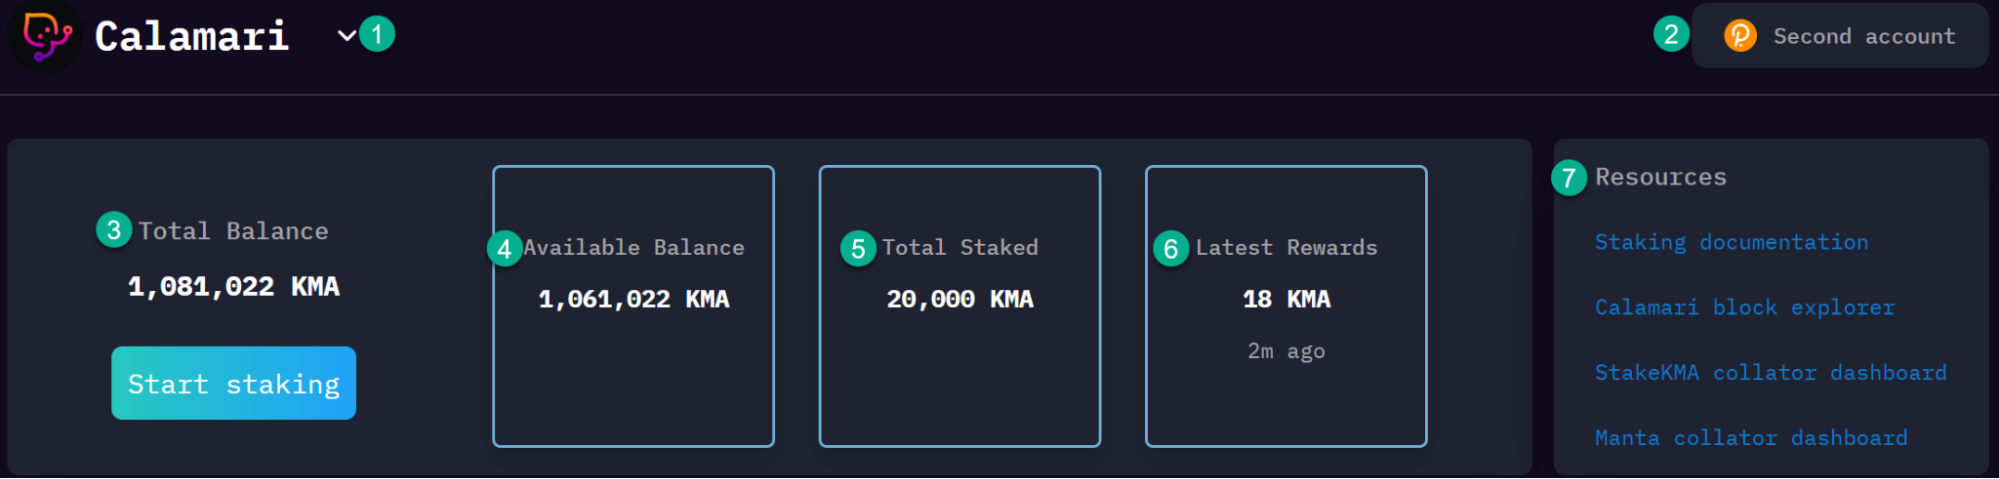 Calamari 1
2 Second account
3 Total Balance
1,081,022 KMA
Start staking
4 Available Balance
1,061,022 KMA
5 Total Staked
20,000 KMA
6 Latest Rewards
18 KMA
2m ago
7 Resources
Staking documentation
Calamari block explorer
StakeKMA collator dashboard
Manta collator dashboard